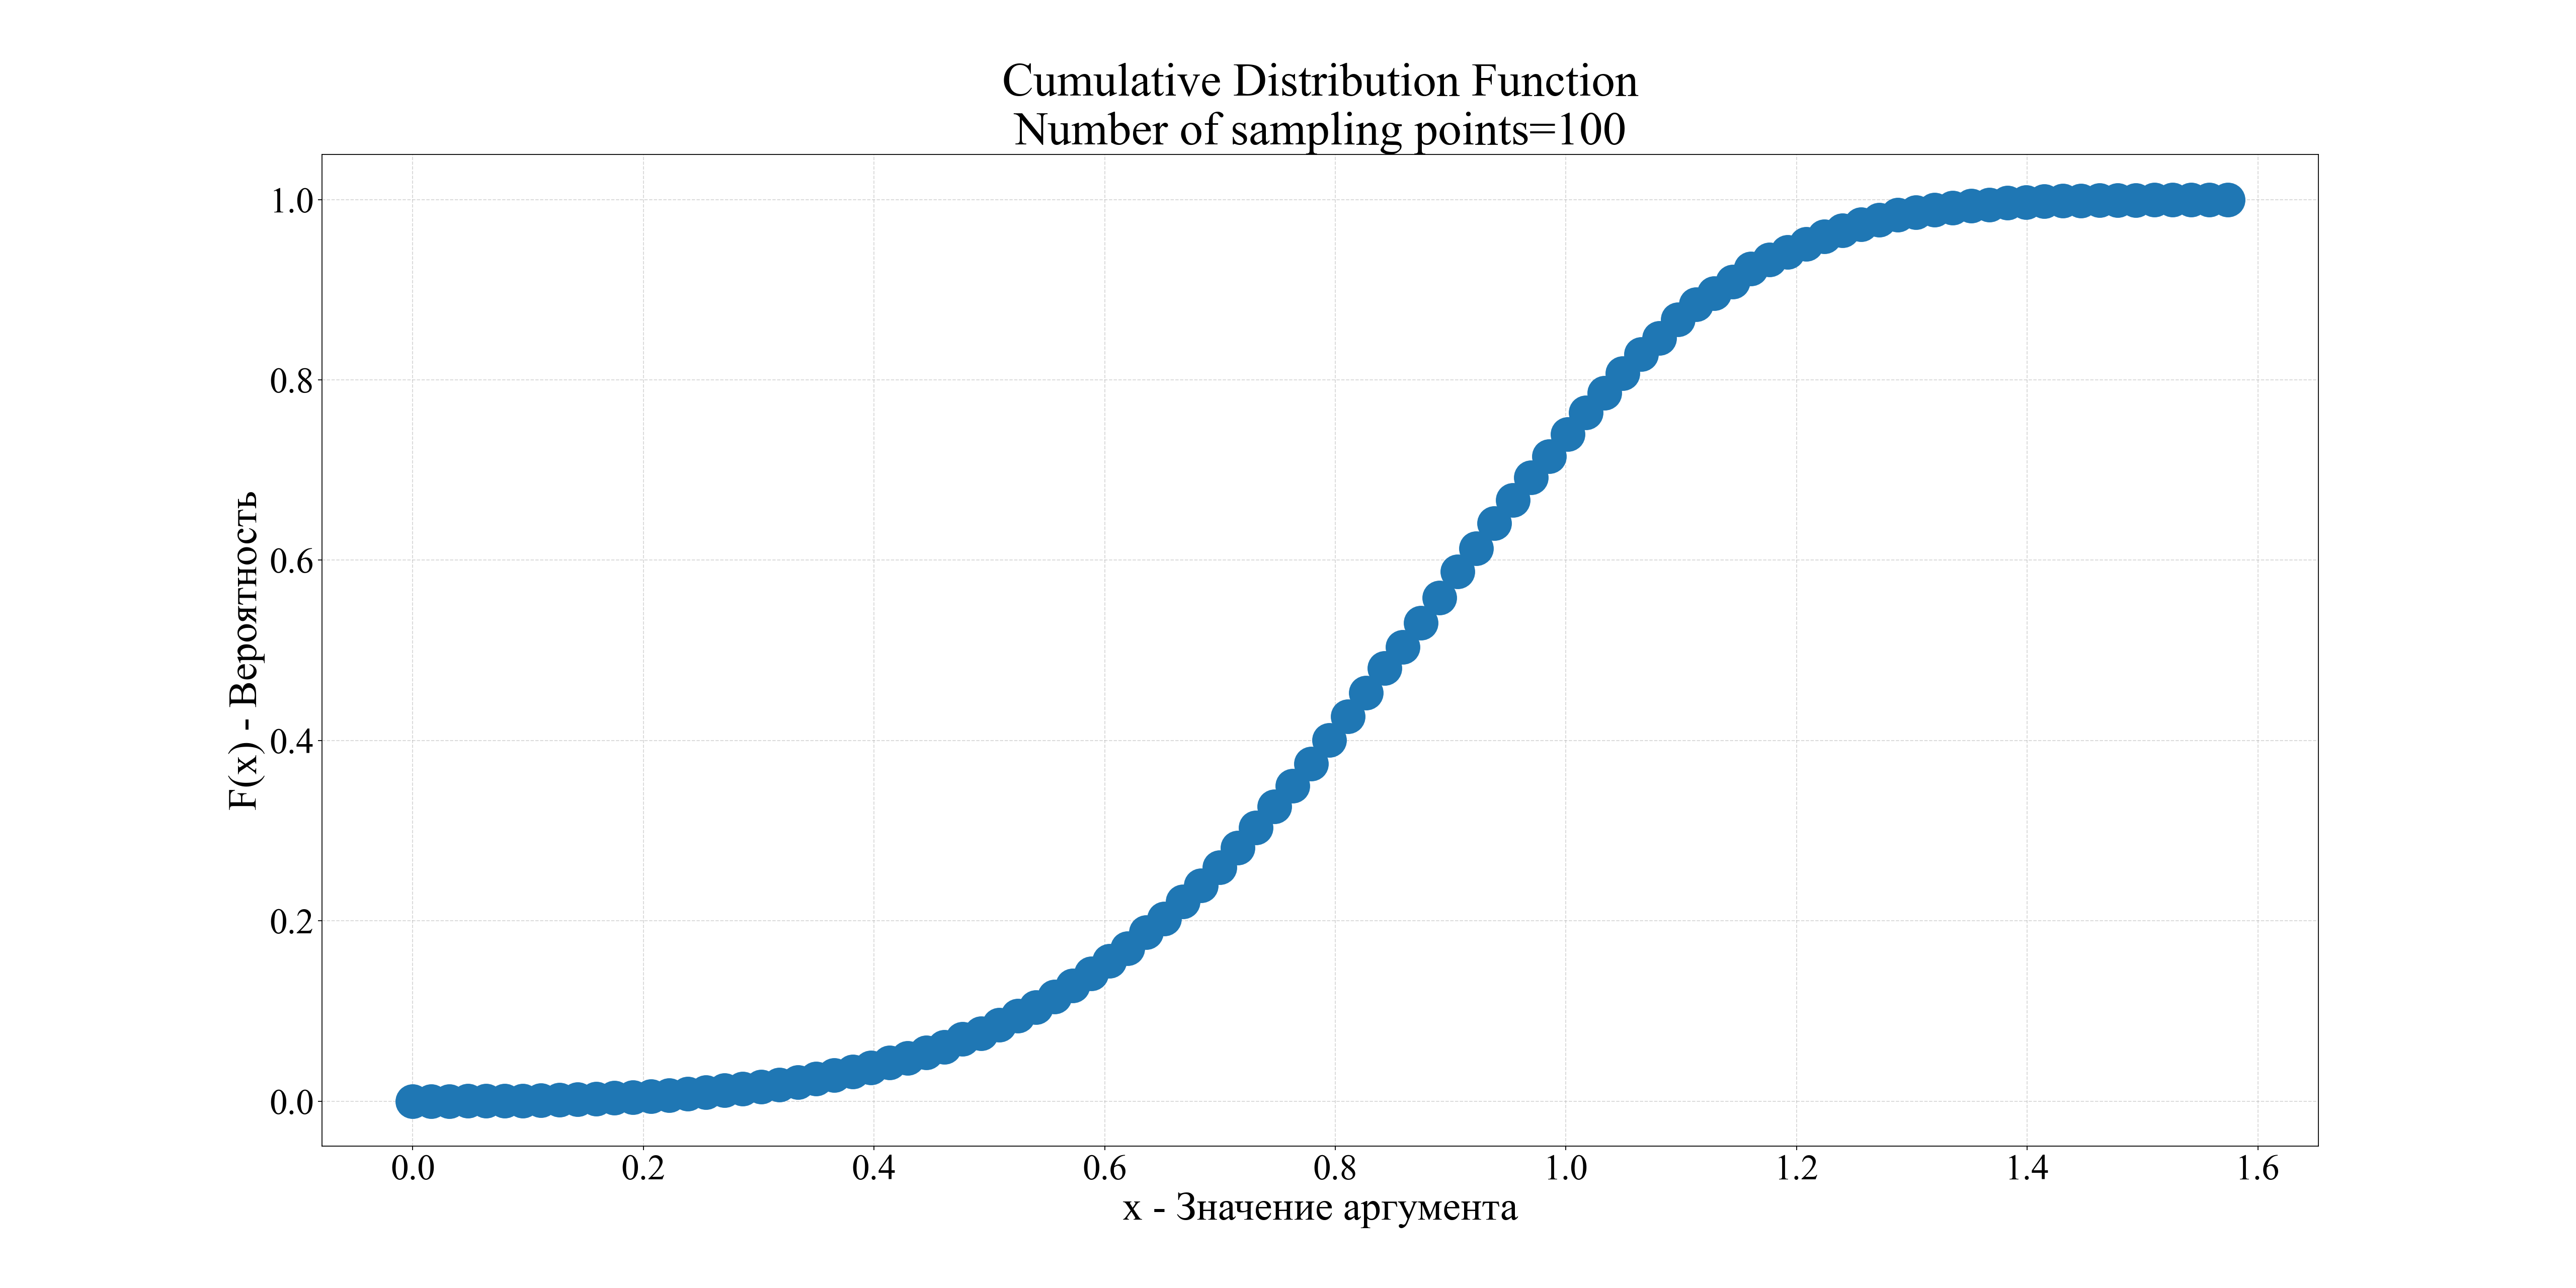 Cumulative Distribution Function
Number of sampling points=100
F(x) - Вероятность
1.0
0.8
0.6
0.4
0.2
0.0
0.0 0.2 0.4 0.6 0.8 1.0 1.2 1.4 1.6
x - Значение аргумента